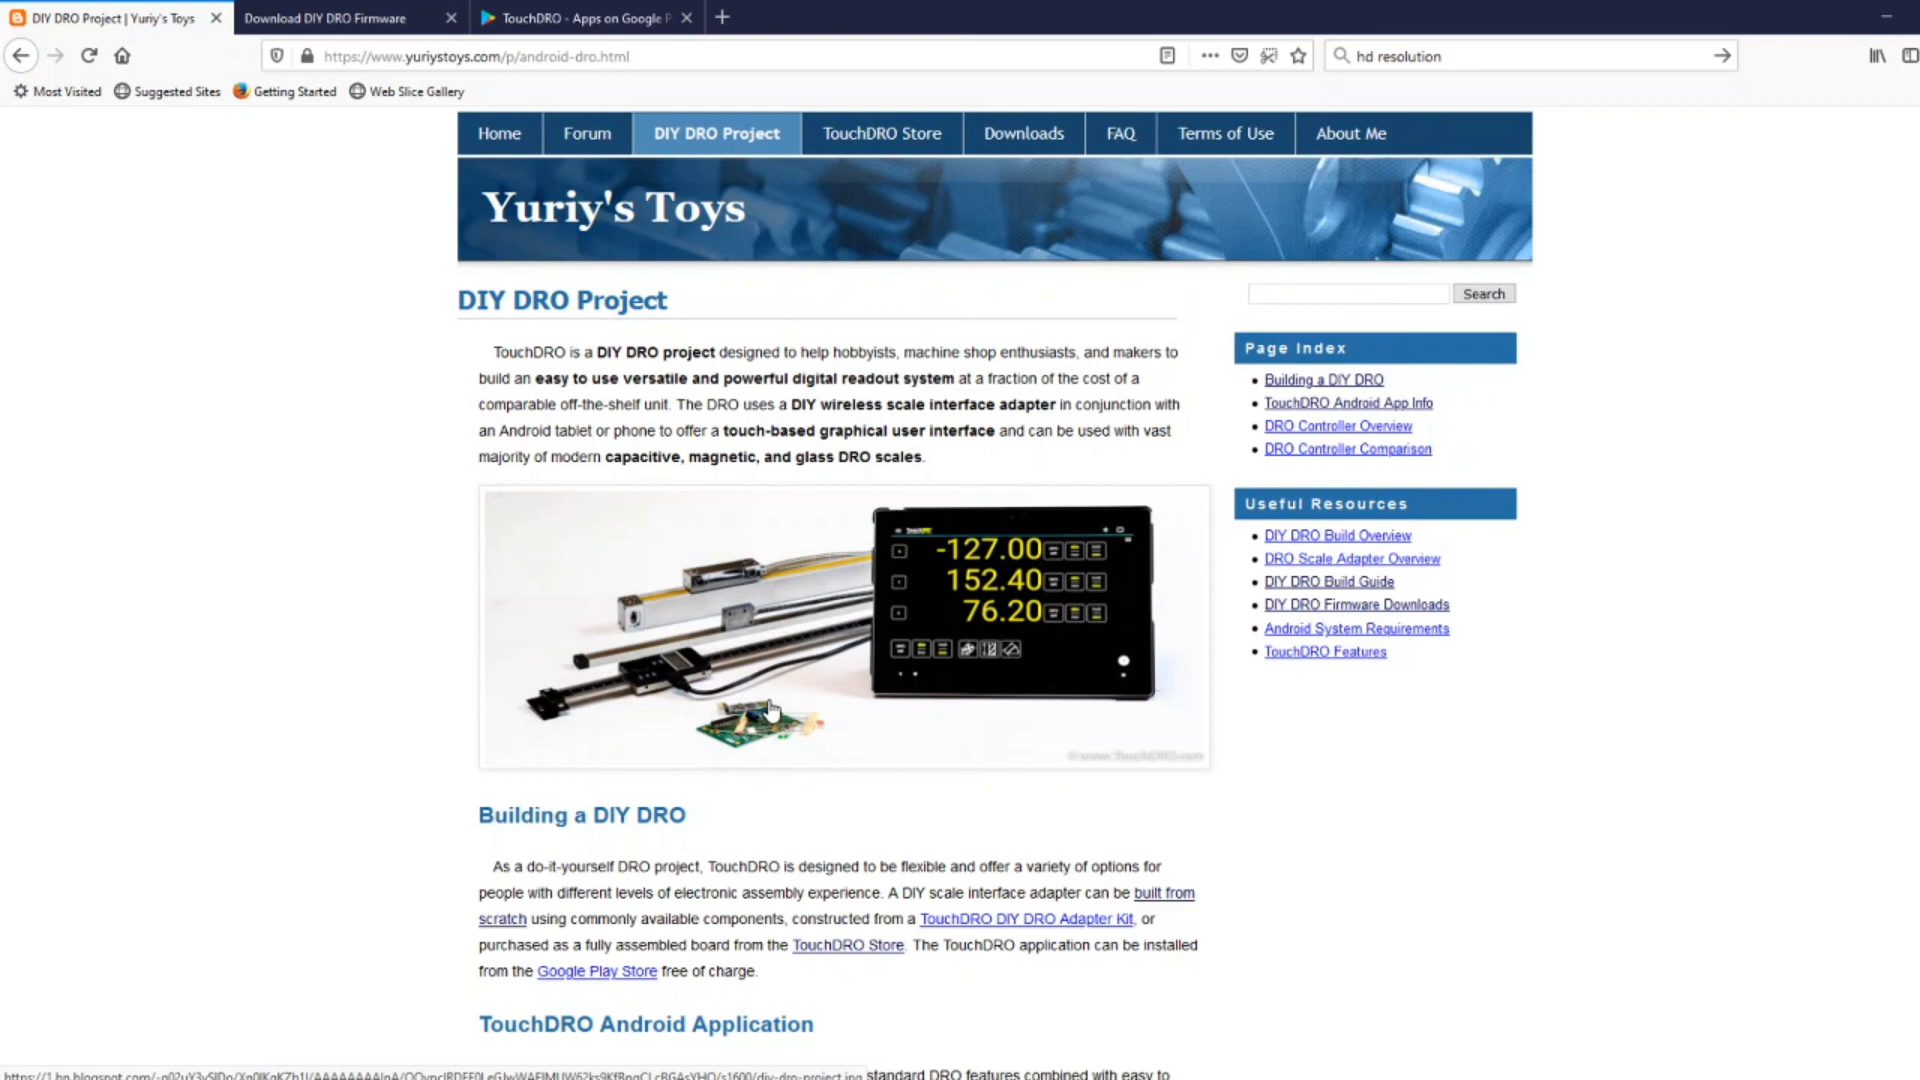 DIY DRO Project | Yuriy's Toys
Download DIY DRO Firmware
TouchDRO - Apps on Google P
https://www.yuriystoys.com/p/android-dro.html
hd resolution
Most Visited
Suggested Sites
Getting Started
Web Slice Gallery
Home
Forum
DIY DRO Project
TouchDRO Store
Downloads
FAQ
Terms of Use
About Me
Yuriy's Toys
DIY DRO Project
Search
TouchDRO is a DIY DRO project designed to help hobbyists, machine shop enthusiasts, and makers to
build an easy to use versatile and powerful digital readout system at a fraction of the cost of a
comparable off-the-shelf unit. The DRO uses a DIY wireless scale interface adapter in conjunction with
an Android tablet or phone to offer a touch-based graphical user interface and can be used with vast
majority of modern capacitive, magnetic, and glass DRO scales.
Page Index
Building a DIY DRO
TouchDRO Android App Info
DRO Controller Overview
DRO Controller Comparison
Useful Resources
DIY DRO Build Overview
DRO Scale Adapter Overview
DIY DRO Build Guide
DIY DRO Firmware Downloads
Android System Requirements
TouchDRO Features
-127.00
152.40
76.20
© www.TouchDRO.com
Building a DIY DRO
As a do-it-yourself DRO project, TouchDRO is designed to be flexible and offer a variety of options for
people with different levels of electronic assembly experience. A DIY scale interface adapter can be built from
scratch using commonly available components, constructed from a TouchDRO DIY DRO Adapter Kit, or
purchased as a fully assembled board from the TouchDRO Store. The TouchDRO application can be installed
from the Google Play Store free of charge.
TouchDRO Android Application
standard DRO features combined with easy to